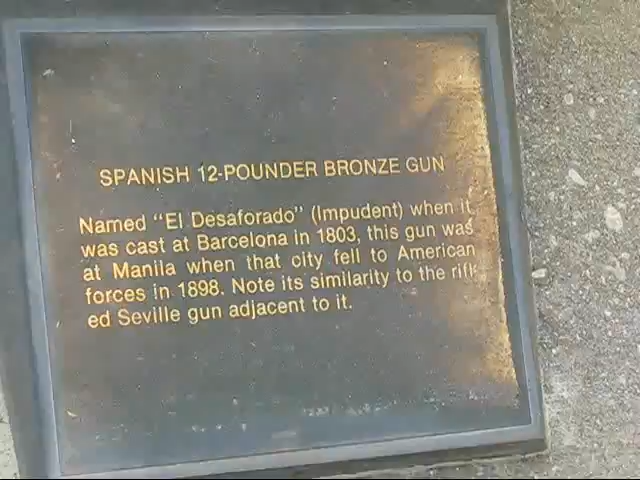 SPANISH 12-POUNDER BRONZE GUN
Named "El Desaforado" (Impudent) when it
was cast at Barcelona in 1803, this gun was
at Manila when that city fell to American
forces in 1898. Note its similarity to the rifl-
ed Seville gun adjacent to it.